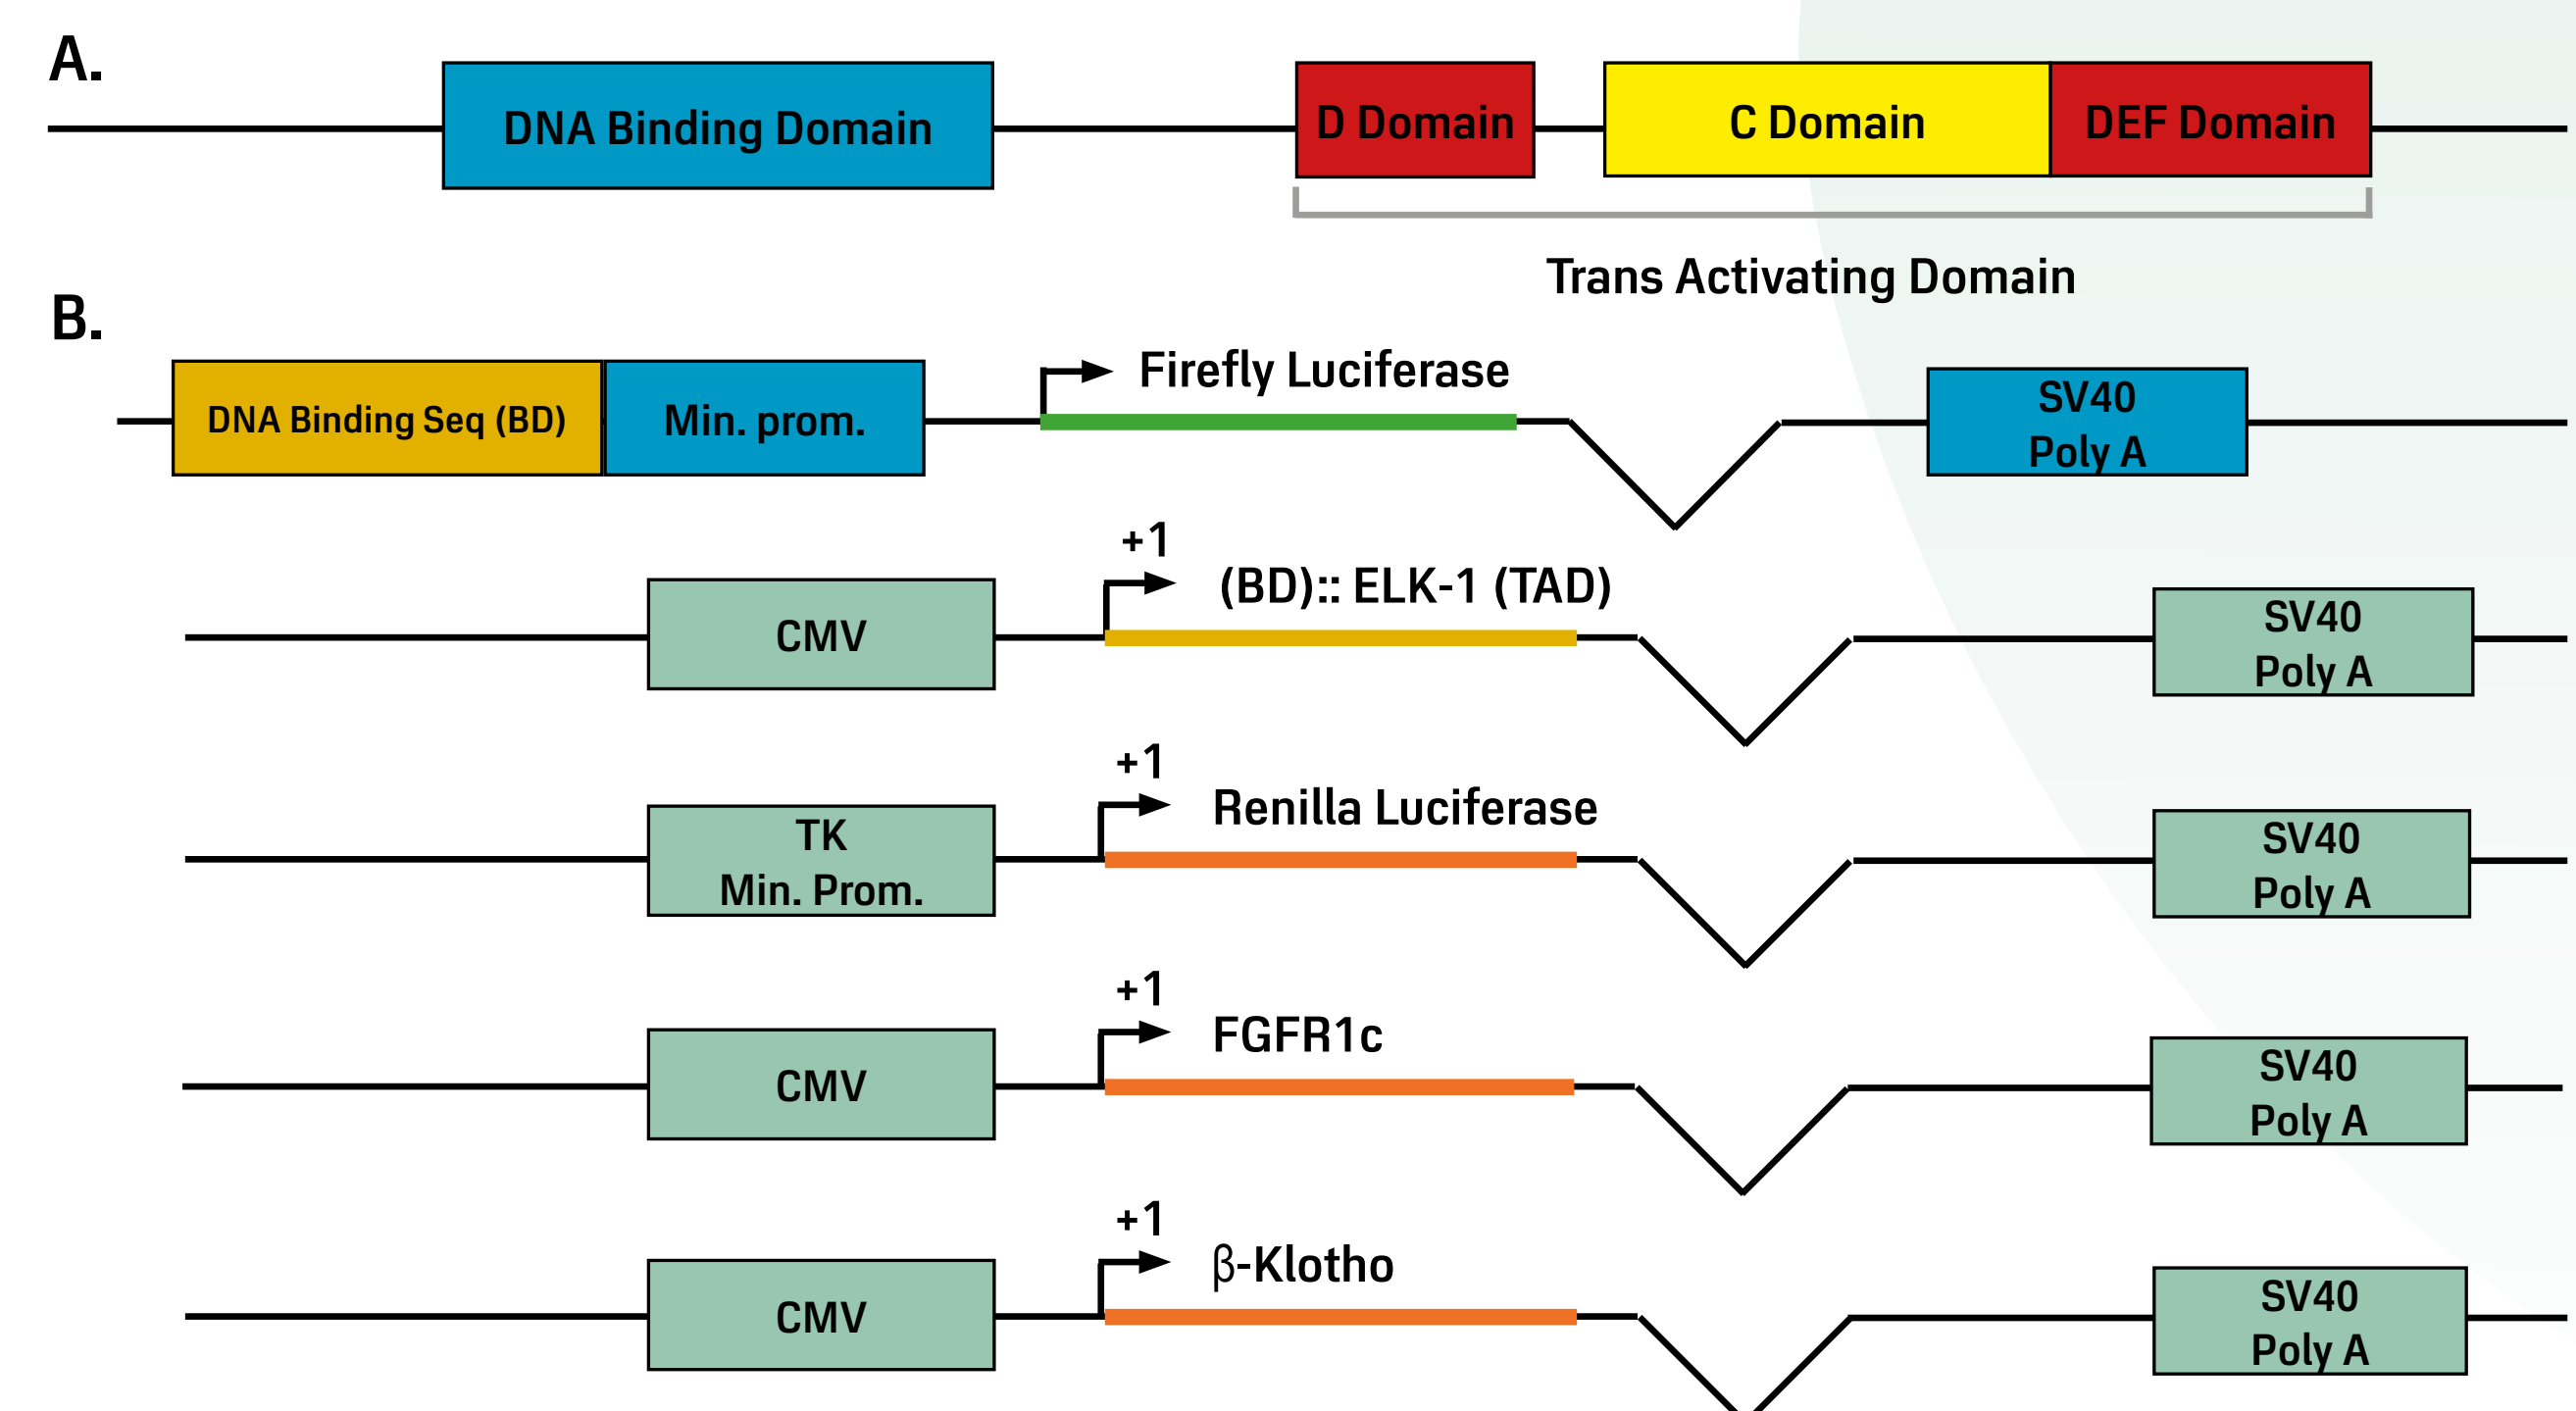 A.
DNA Binding Domain
D Domain
C Domain
DEF Domain
Trans Activating Domain
B.
DNA Binding Seq (BD)
Min. prom.
Firefly Luciferase
SV40
Poly A
CMV
+1
(BD):: ELK-1 (TAD)
SV40
Poly A
TK
Min. Prom.
+1
Renilla Luciferase
SV40
Poly A
CMV
+1
FGFR1c
SV40
Poly A
CMV
+1
β-Klotho
SV40
Poly A